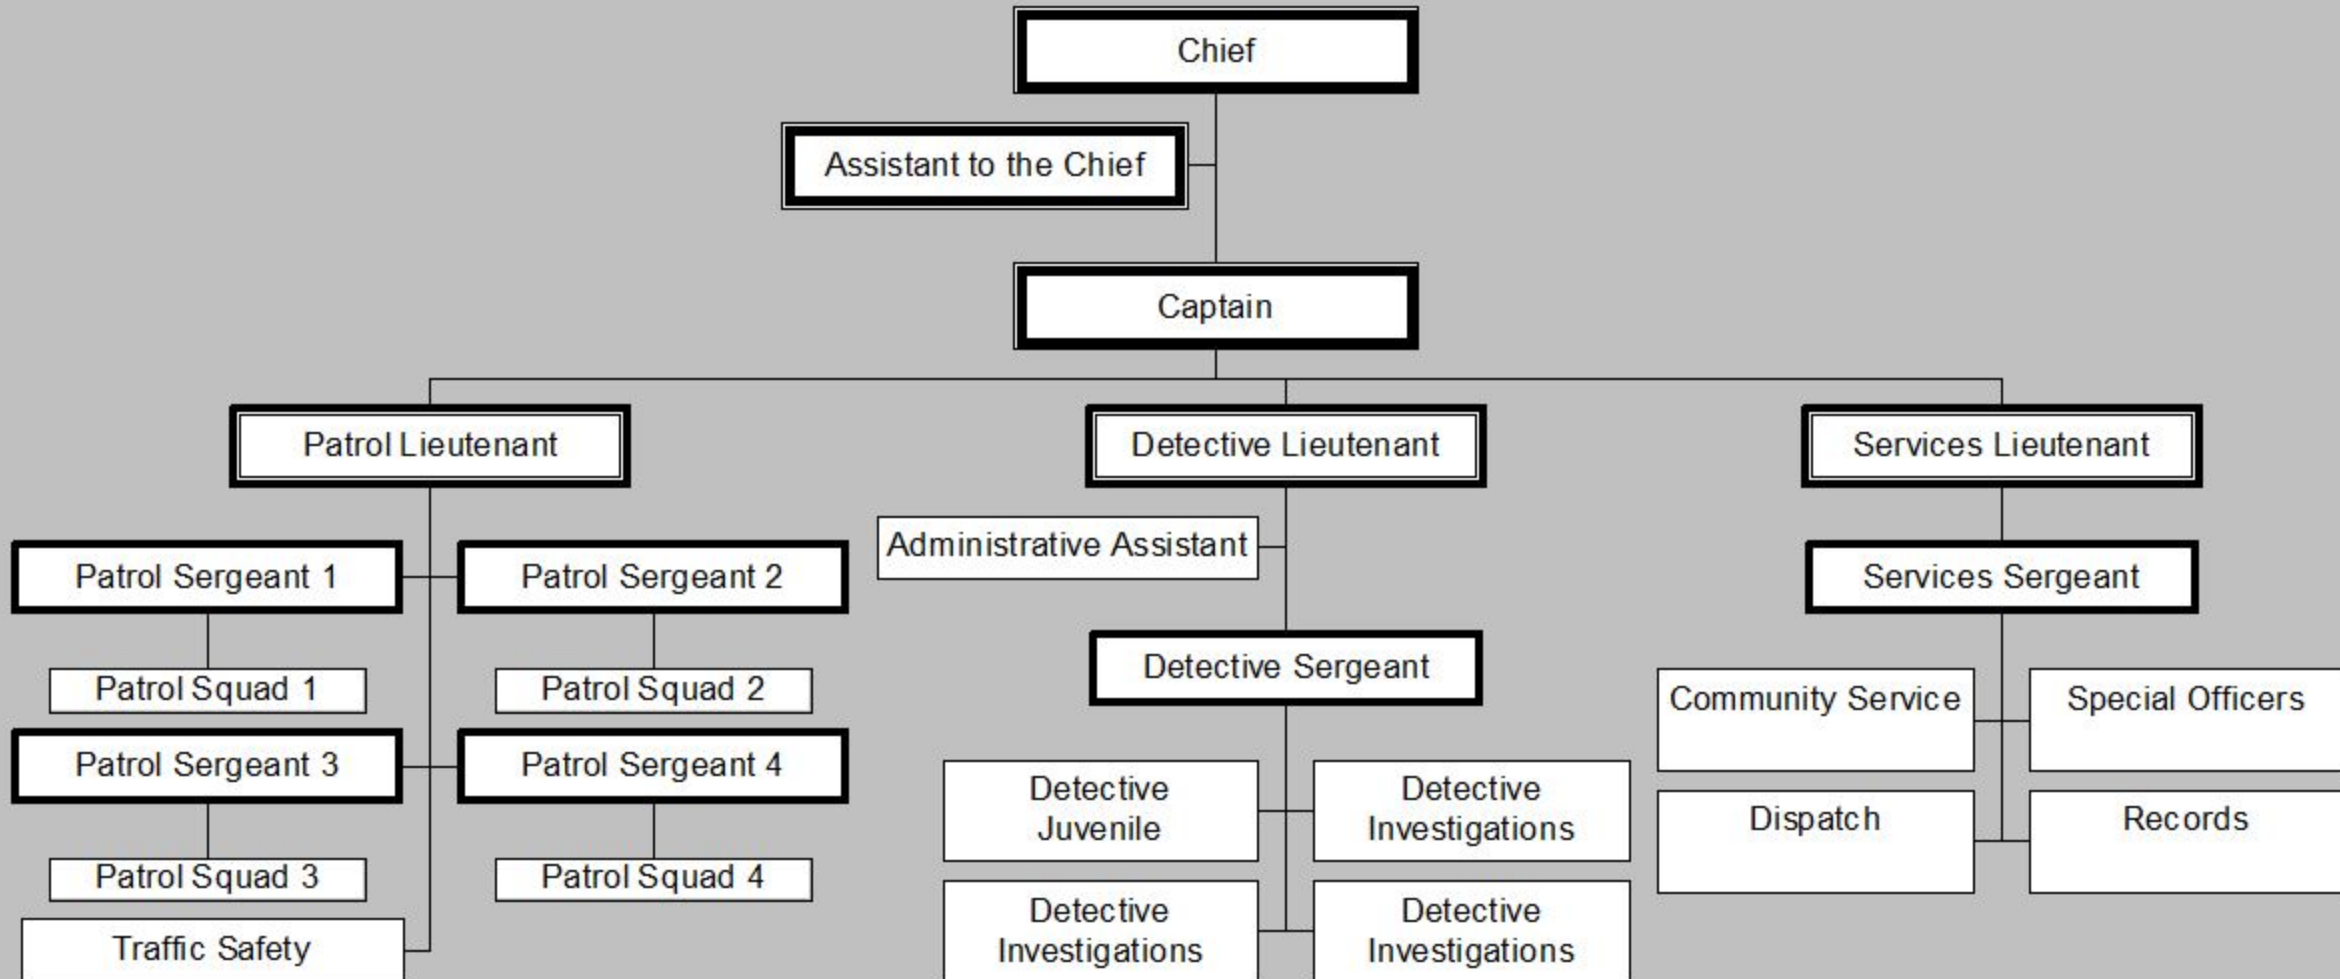 Chief
Assistant to the Chief
Captain
Patrol Lieutenant
Detective Lieutenant
Services Lieutenant
Administrative Assistant
Patrol Sergeant 1
Patrol Sergeant 2
Services Sergeant
Detective Sergeant
Patrol Squad 1
Patrol Squad 2
Community Service
Special Officers
Patrol Sergeant 3
Patrol Sergeant 4
Detective
Juvenile
Detective
Investigations
Dispatch
Records
Patrol Squad 3
Patrol Squad 4
Detective
Investigations
Detective
Investigations
Traffic Safety